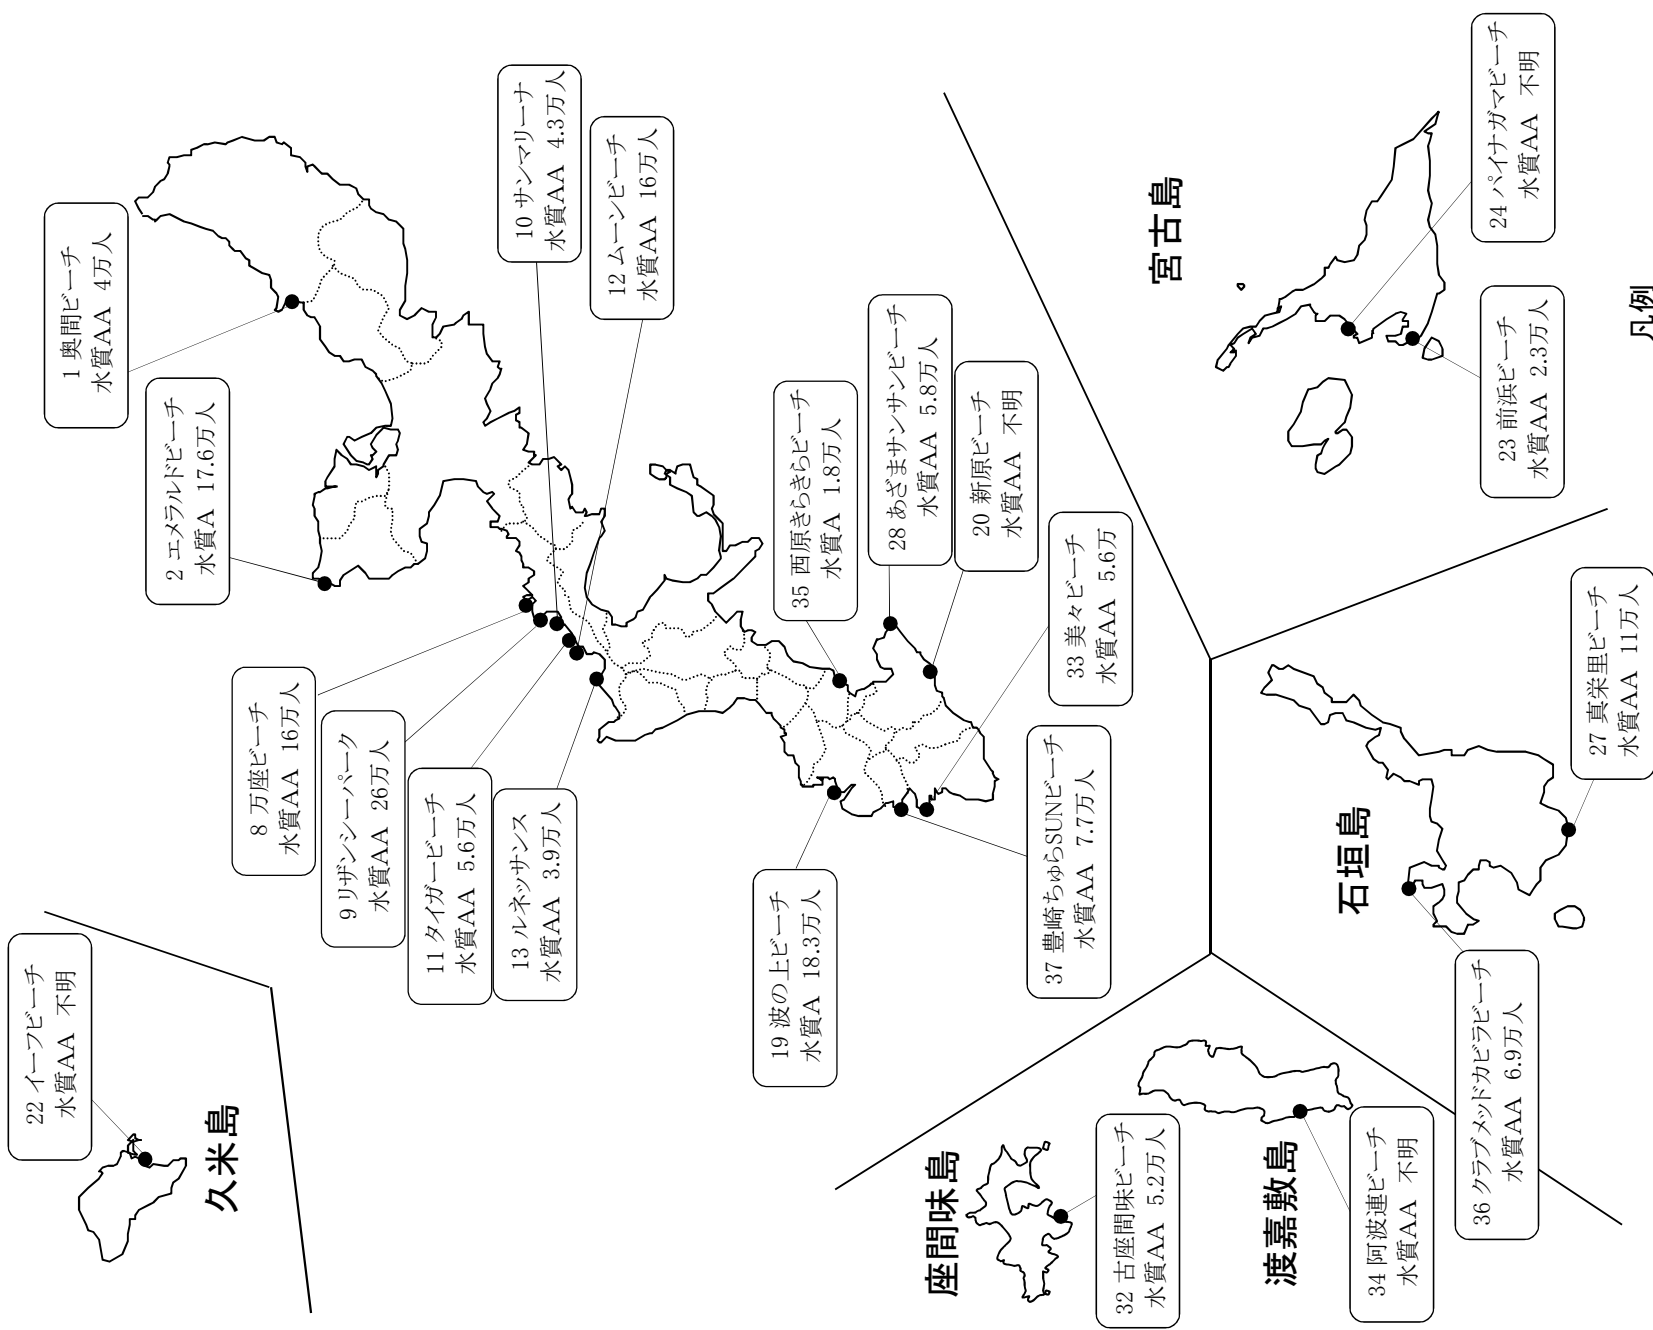 22 イーフビーチ
水質AA 不明
久米島
1 奥間ビーチ
水質AA 4万人
2 エメラルドビーチ
水質A 17.6万人
8 万座ビーチ
水質AA 16万人
9 リザンシーパーク
水質AA 26万人
11 タイガービーチ
水質AA 5.6万人
13 ルネッサンス
水質AA 3.9万人
10 サンマリーナ
水質AA 4.3万人
12 ムーンビーチ
水質AA 16万人
19 波の上ビーチ
水質A 18.3万人
35 西原きらきらビーチ
水質A 1.8万人
28 あざまサンサンビーチ
水質AA 5.8万人
20 新原ビーチ
水質AA 不明
33 美々ビーチ
水質AA 5.6万
37 豊崎ちゅらSUNビーチ
水質AA 7.7万人
座間味島
32 古座間味ビーチ
水質AA 5.2万人
渡嘉敷島
34 阿波連ビーチ
水質AA 不明
石垣島
36 クラブメッドカビラビーチ
水質AA 6.9万人
27 真栄里ビーチ
水質AA 11万人
宮古島
24 パイナガマビーチ
水質AA 不明
23 前浜ビーチ
水質AA 2.3万人
凡例